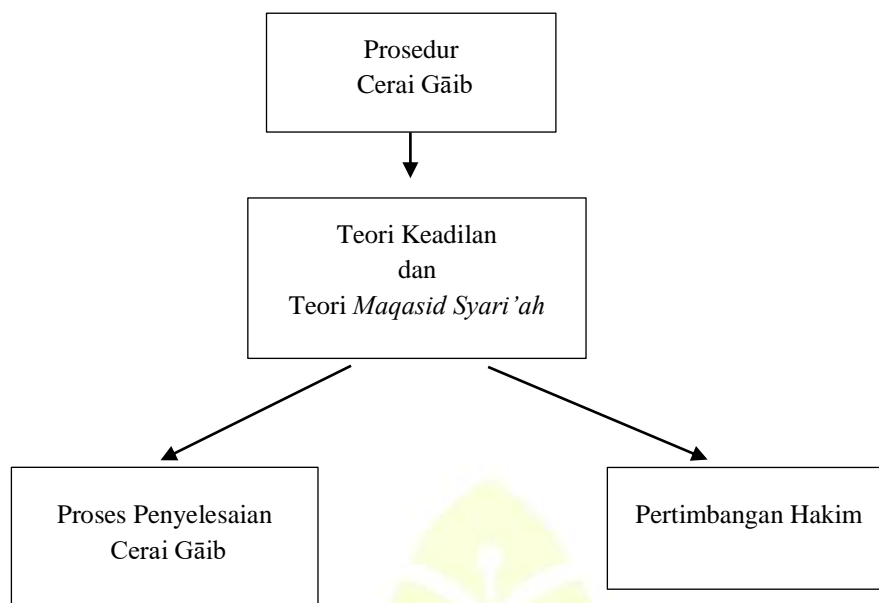 Prosedur
Cerai Gāib
Teori Keadilan
dan
Teori Maqasid Syari’ah
Proses Penyelesaian
Cerai Gāib
Pertimbangan Hakim